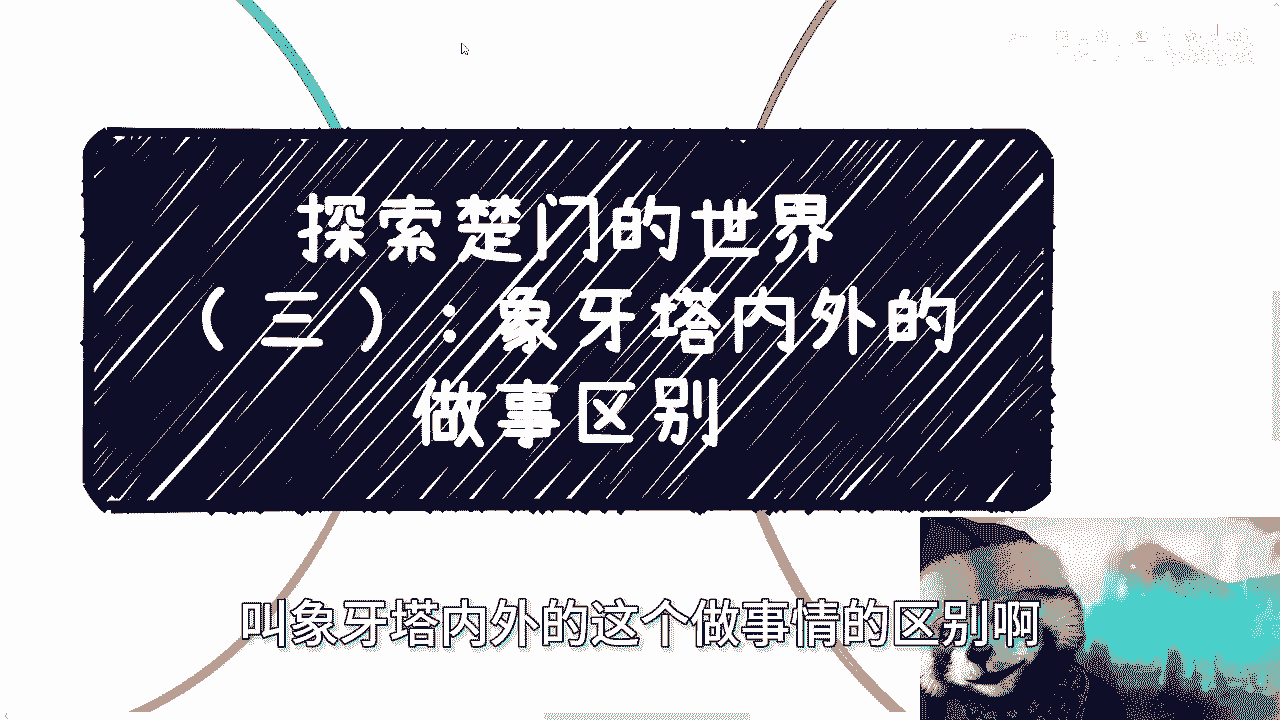 探索楚门的世界
（三）：象牙塔内外的
做事区别
叫象牙塔内外的这个做事情的区别啊